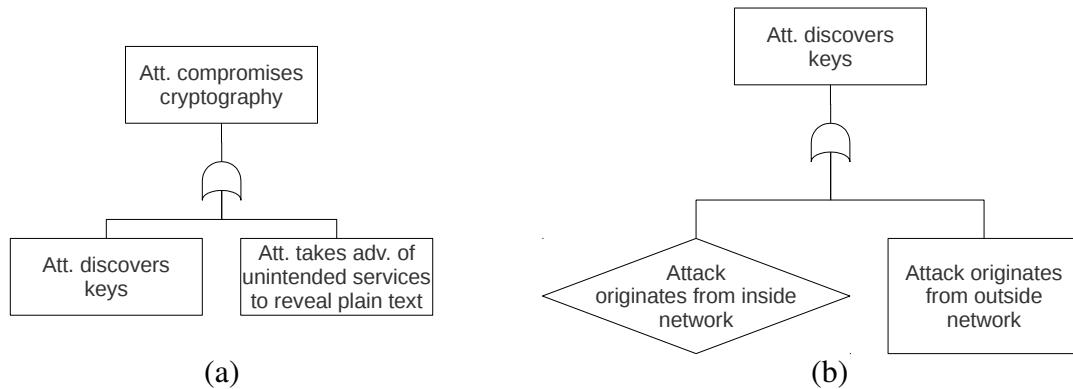 Att. compromises
cryptography
Att. discovers
keys
Att. takes adv. of
unintended services
to reveal plain text
(a)
Att. discovers
keys
Attack
originates from inside
network
Attack originates
from outside
network
(b)